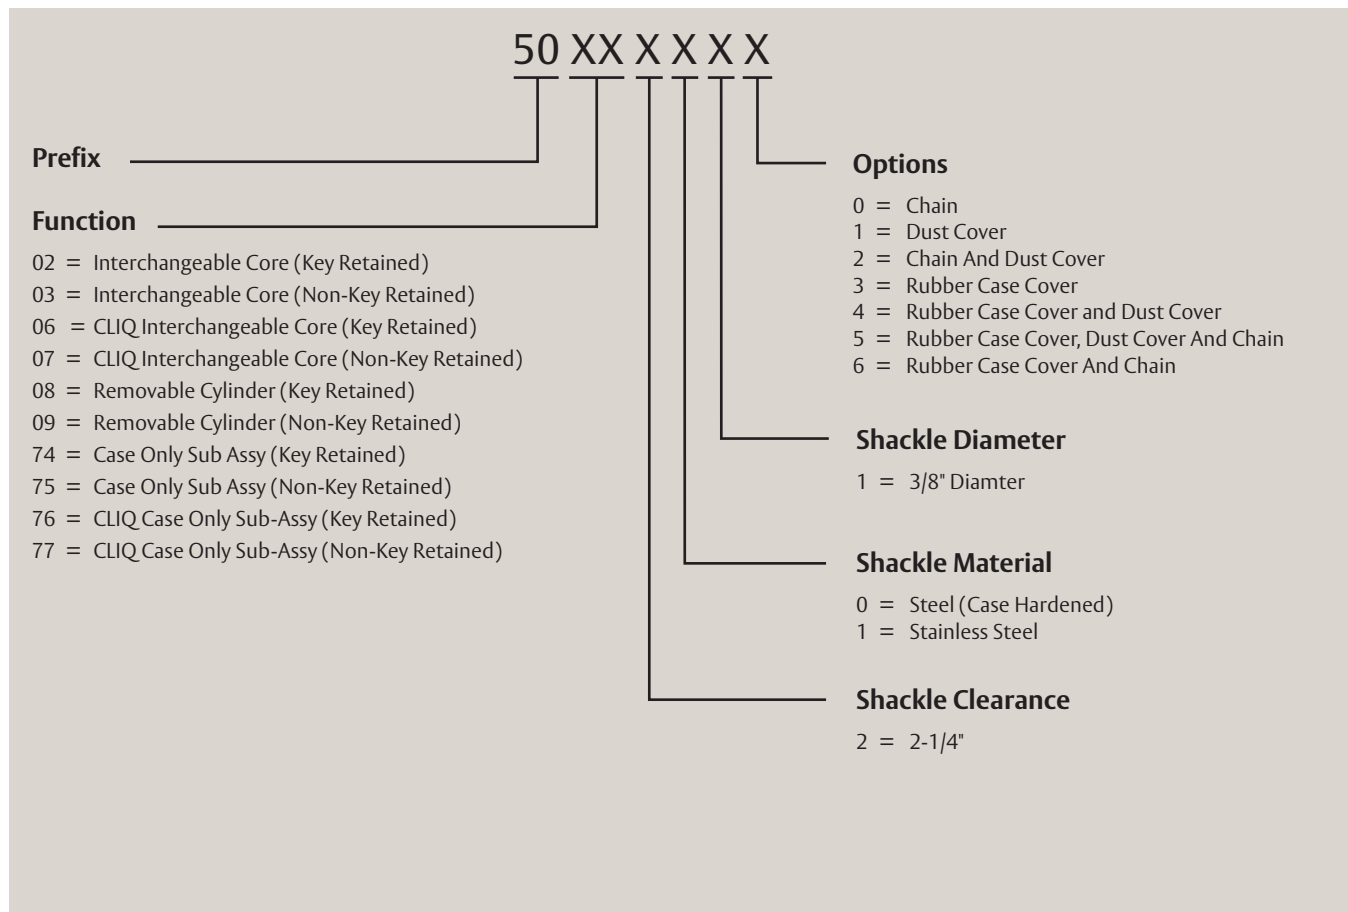 50 XX X X X X
Prefix
Function
02 = Interchangeable Core (Key Retained)
03 = Interchangeable Core (Non-Key Retained)
06 = CLIQ Interchangeable Core (Key Retained)
07 = CLIQ Interchangeable Core (Non-Key Retained)
08 = Removable Cylinder (Key Retained)
09 = Removable Cylinder (Non-Key Retained)
74 = Case Only Sub Assy (Key Retained)
75 = Case Only Sub Assy (Non-Key Retained)
76 = CLIQ Case Only Sub-Assy (Key Retained)
77 = CLIQ Case Only Sub-Assy (Non-Key Retained)
Options
0 = Chain
1 = Dust Cover
2 = Chain And Dust Cover
3 = Rubber Case Cover
4 = Rubber Case Cover and Dust Cover
5 = Rubber Case Cover, Dust Cover And Chain
6 = Rubber Case Cover And Chain
Shackle Diameter
1 = 3/8" Diamter
Shackle Material
0 = Steel (Case Hardened)
1 = Stainless Steel
Shackle Clearance
2 = 2-1/4"